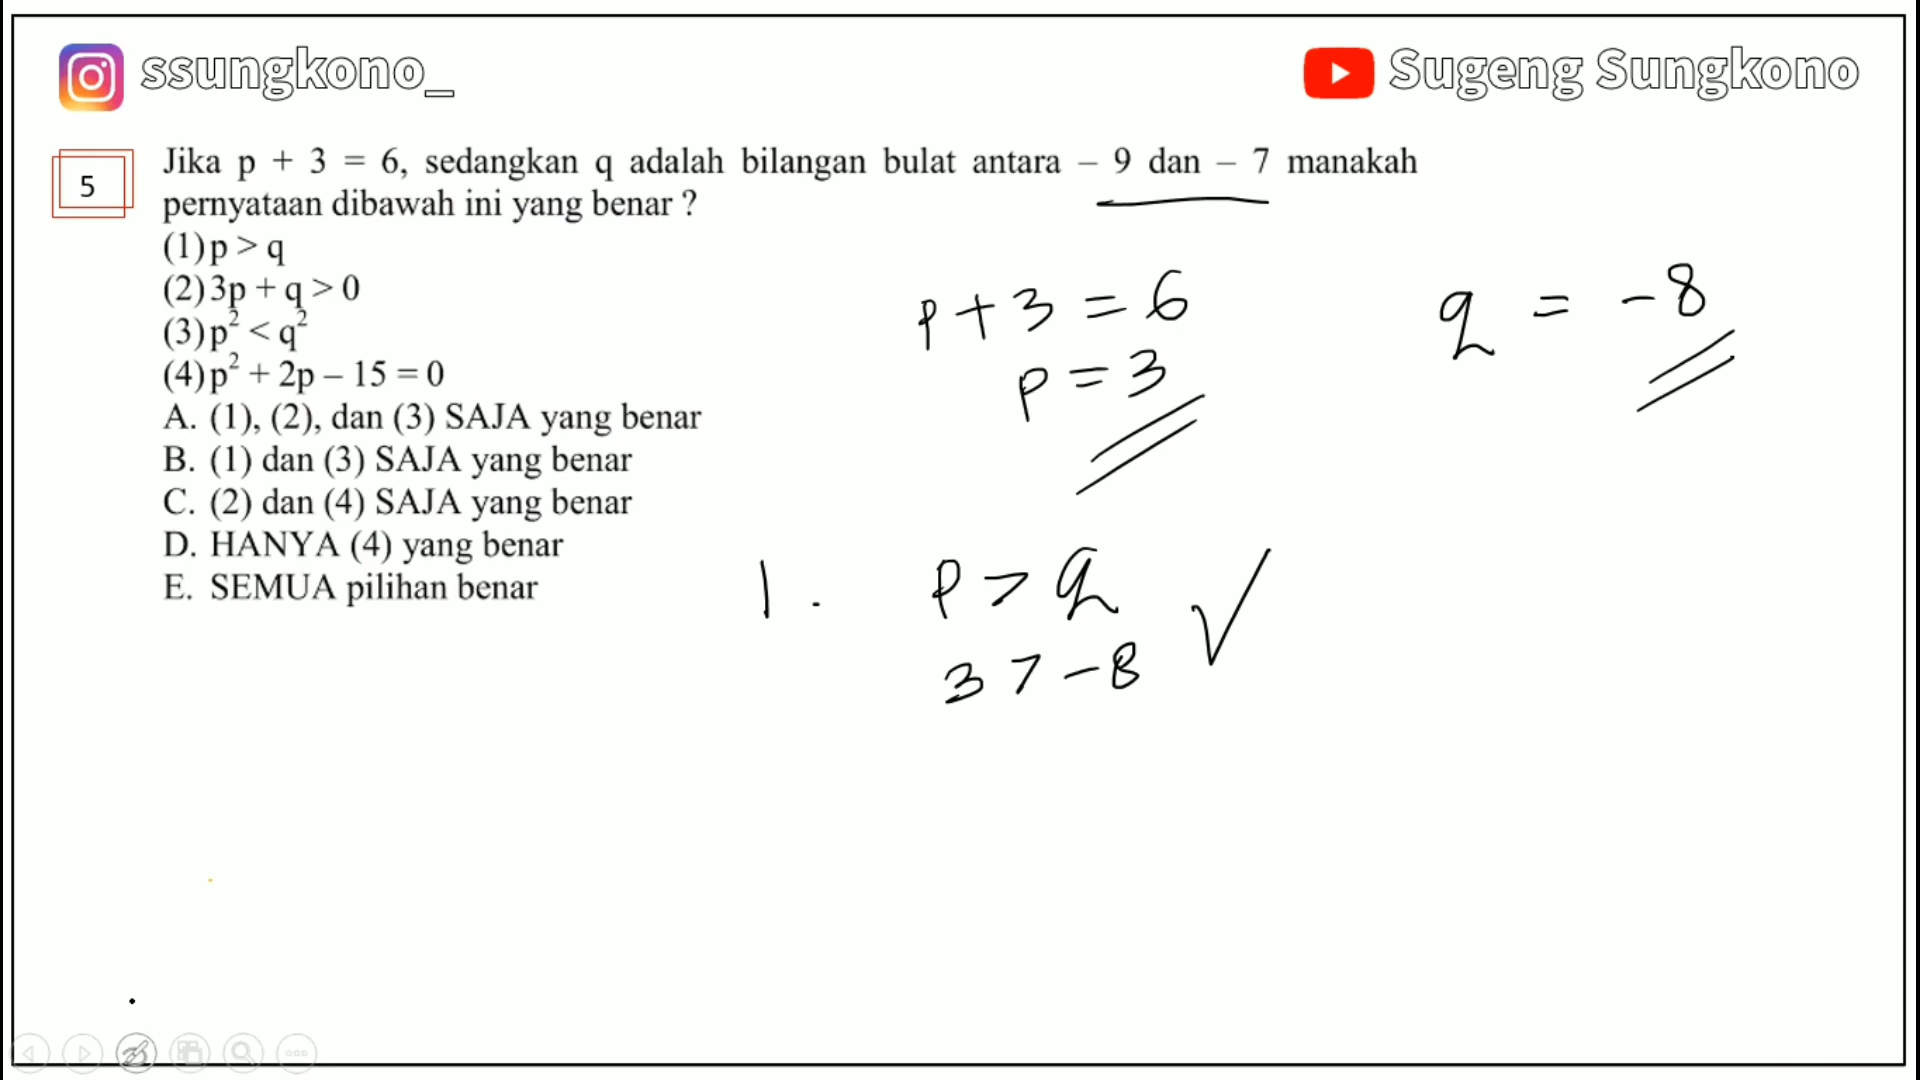 ssungkono_
Sugeng Sungkono
5
Jika p + 3 = 6, sedangkan q adalah bilangan bulat antara – 9 dan – 7 manakah
pernyataan dibawah ini yang benar ?
(1) p > q
(2) 3p + q > 0
(3) p² < q²
(4) p² + 2p – 15 = 0
A. (1), (2), dan (3) SAJA yang benar
B. (1) dan (3) SAJA yang benar
C. (2) dan (4) SAJA yang benar
D. HANYA (4) yang benar
E. SEMUA pilihan benar
p + 3 = 6
p = 3
q = -8
1. p > q
3 > -8